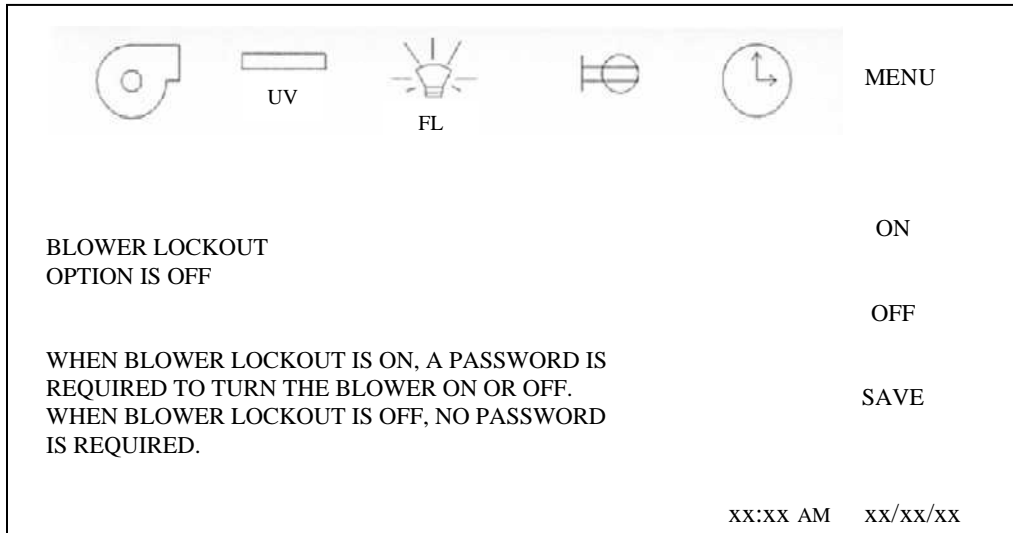 UV
FL
MENU
ON
BLOWER LOCKOUT
OPTION IS OFF
OFF
WHEN BLOWER LOCKOUT IS ON, A PASSWORD IS
REQUIRED TO TURN THE BLOWER ON OR OFF.
WHEN BLOWER LOCKOUT IS OFF, NO PASSWORD
IS REQUIRED.
SAVE
xx:xx AM xx/xx/xx